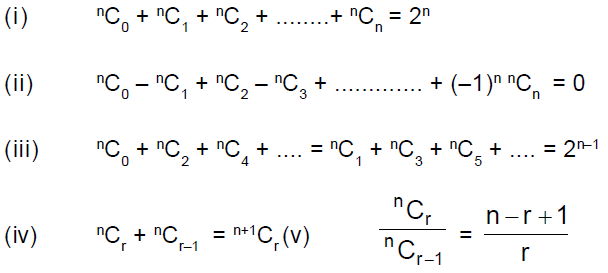 (i) ⁿC₀ + ⁿC₁ + ⁿC₂ + ........+ ⁿCₙ = 2ⁿ
(ii) ⁿC₀ – ⁿC₁ + ⁿC₂ – ⁿC₃ + ............. + (–1)ⁿ ⁿCₙ = 0
(iii) ⁿC₀ + ⁿC₂ + ⁿC₄ + .... = ⁿC₁ + ⁿC₃ + ⁿC₅ + .... = 2ⁿ⁻¹
(iv) ⁿCᵣ + ⁿCᵣ₋₁ = ⁿ⁺¹Cᵣ (v) ⁿCᵣ / ⁿCᵣ₋₁ = (n – r + 1) / r